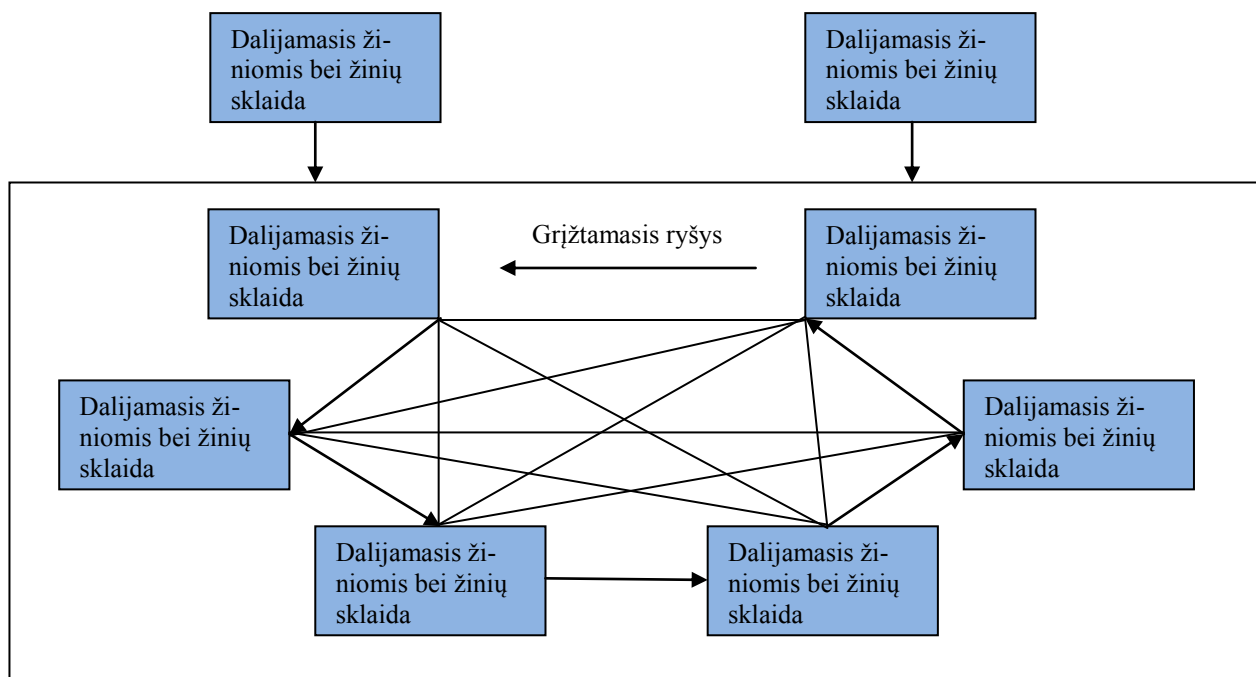 Dalijamasis ži-
niomis bei žinių
sklaida
Dalijamasis ži-
niomis bei žinių
sklaida
Dalijamasis ži-
niomis bei žinių
sklaida
Grįžtamasis ryšys
Dalijamasis ži-
niomis bei žinių
sklaida
Dalijamasis ži-
niomis bei žinių
sklaida
Dalijamasis ži-
niomis bei žinių
sklaida
Dalijamasis ži-
niomis bei žinių
sklaida
Dalijamasis ži-
niomis bei žinių
sklaida